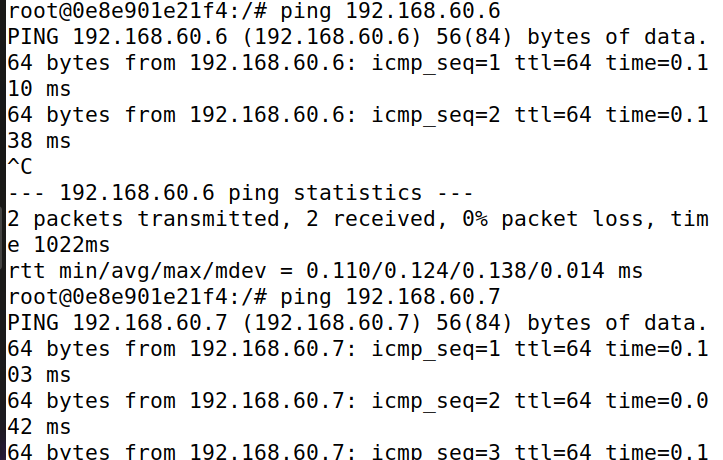 root@0e8e901e21f4:/# ping 192.168.60.6
PING 192.168.60.6 (192.168.60.6) 56(84) bytes of data.
64 bytes from 192.168.60.6: icmp_seq=1 ttl=64 time=0.1
10 ms
64 bytes from 192.168.60.6: icmp_seq=2 ttl=64 time=0.1
38 ms
^C
--- 192.168.60.6 ping statistics ---
2 packets transmitted, 2 received, 0% packet loss, tim
e 1022ms
rtt min/avg/max/mdev = 0.110/0.124/0.138/0.014 ms
root@0e8e901e21f4:/# ping 192.168.60.7
PING 192.168.60.7 (192.168.60.7) 56(84) bytes of data.
64 bytes from 192.168.60.7: icmp_seq=1 ttl=64 time=0.1
03 ms
64 bytes from 192.168.60.7: icmp_seq=2 ttl=64 time=0.0
42 ms
64 bytes from 192.168.60.7: icmp_seq=3 ttl=64 time=0.1